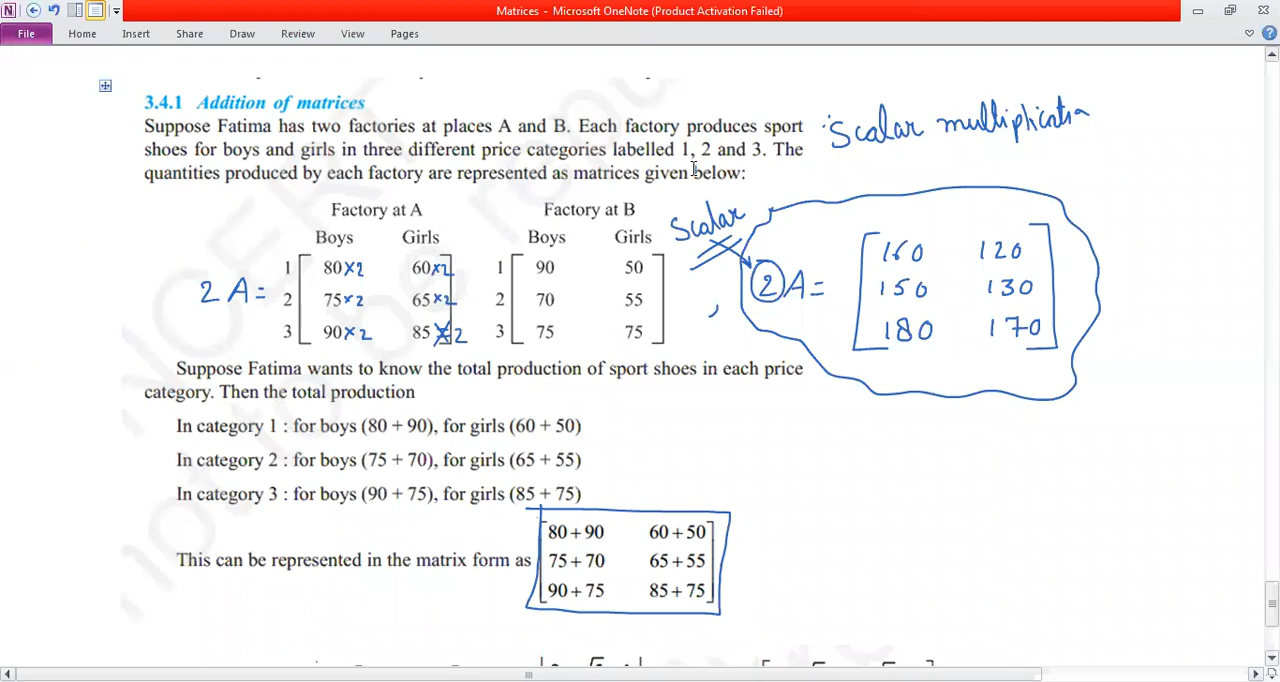 Matrices - Microsoft OneNote (Product Activation Failed)
File Home Insert Share Draw Review View Pages
3.4.1 Addition of matrices
Suppose Fatima has two factories at places A and B. Each factory produces sport
shoes for boys and girls in three different price categories labelled 1, 2 and 3. The
quantities produced by each factory are represented as matrices given below:
Scalar multiplication
Factory at A Factory at B
Boys Girls Boys Girls
Scalar
1 80×2 60×2 1 90 50
2A= 2 75×2 65×2 2 70 55
3 90×2 85×2 3 75 75
, 2A=
160 120
150 130
180 170
Suppose Fatima wants to know the total production of sport shoes in each price
category. Then the total production
In category 1 : for boys (80 + 90), for girls (60 + 50)
In category 2 : for boys (75 + 70), for girls (65 + 55)
In category 3 : for boys (90 + 75), for girls (85 + 75)
80 + 90 60 + 50
This can be represented in the matrix form as 75 + 70 65 + 55
90 + 75 85 + 75